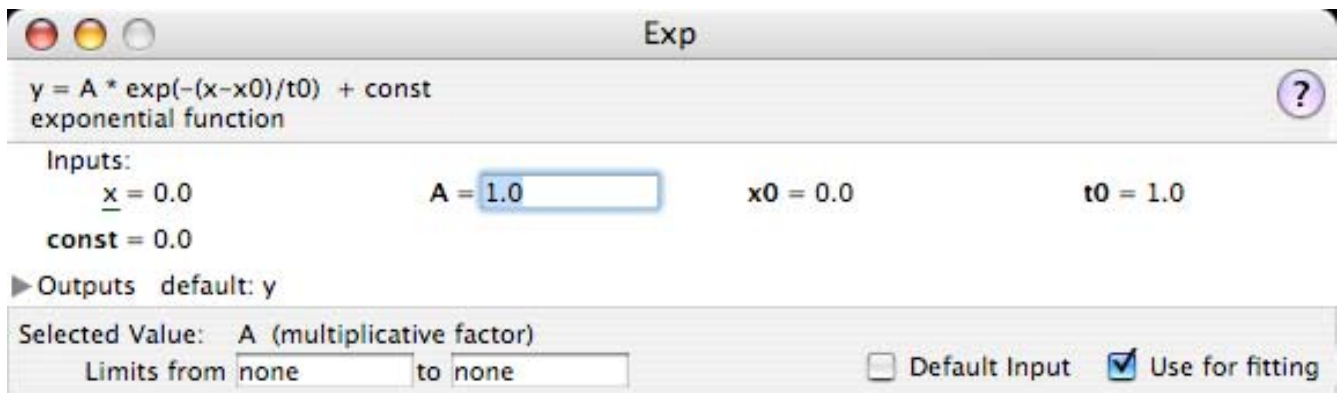 Exp
y = A * exp(-(x-x0)/t0) + const
exponential function
?
Inputs:
x = 0.0 A = 1.0 x0 = 0.0 t0 = 1.0
const = 0.0
Outputs default: y
Selected Value: A (multiplicative factor)
Limits from none to none Default Input Use for fitting